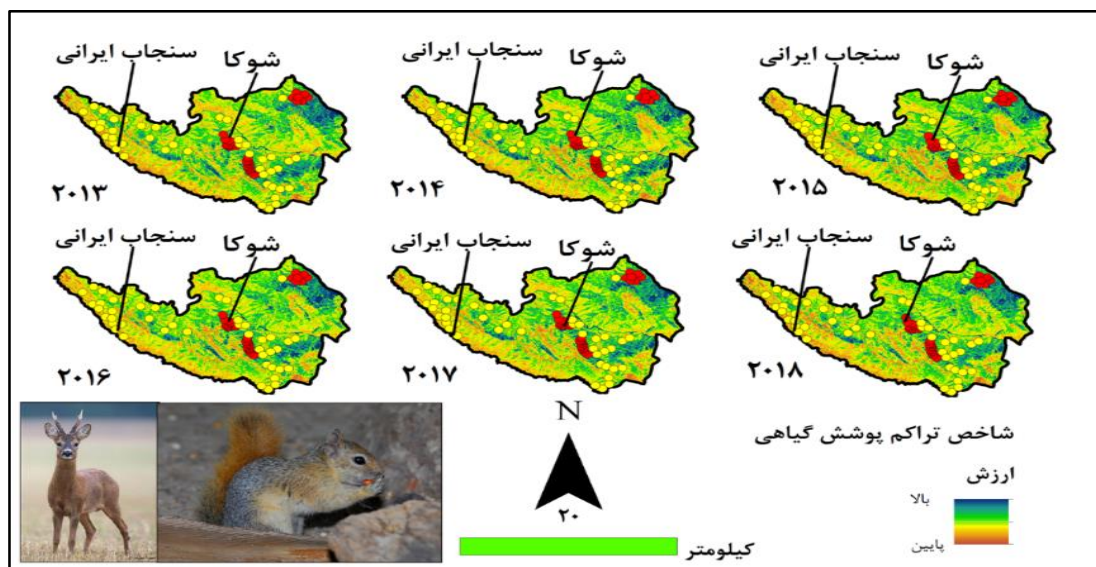 سنجاب ایرانی
شوکا
۲۰۱۳
سنجاب ایرانی
شوکا
۲۰۱۴
سنجاب ایرانی
شوکا
۲۰۱۵
سنجاب ایرانی
شوکا
۲۰۱۶
سنجاب ایرانی
شوکا
۲۰۱۷
سنجاب ایرانی
شوکا
۲۰۱۸
N
۲۰
کیلومتر
شاخص تراکم پوشش گیاهی
ارزش
بالا
پایین